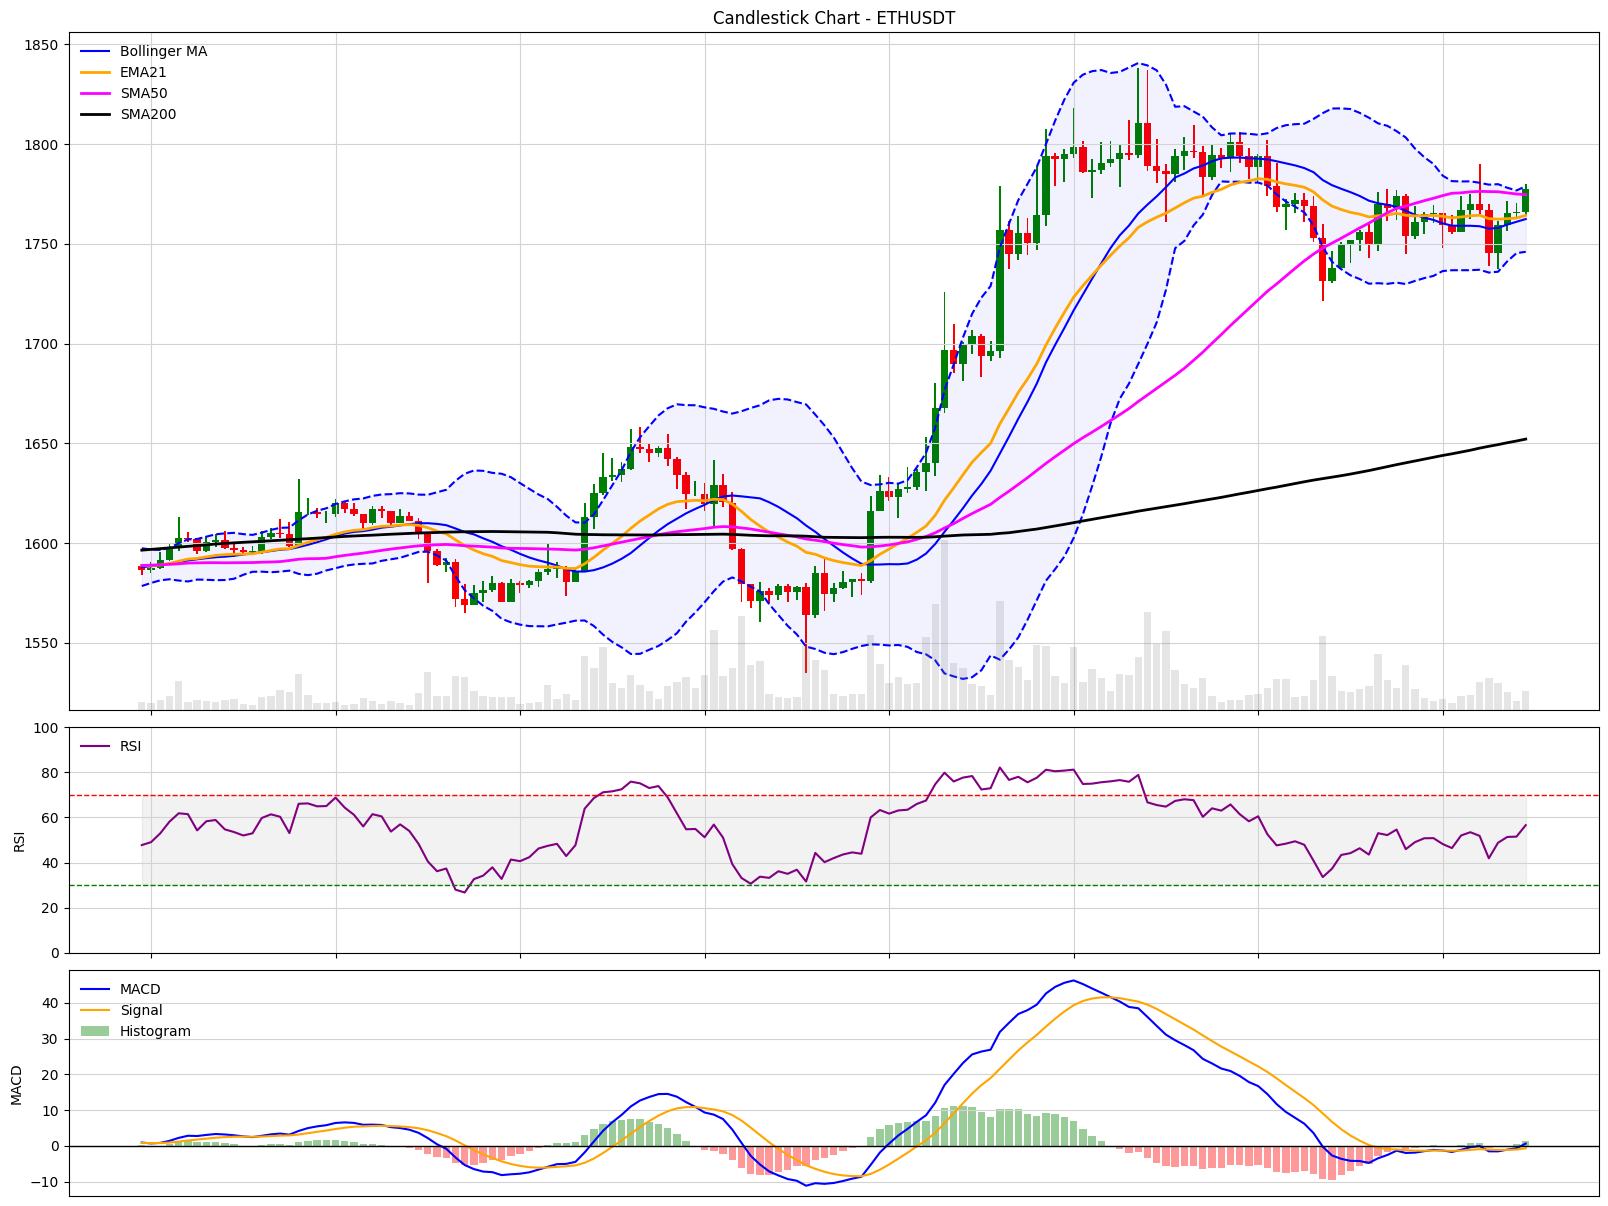 Candlestick Chart - ETHUSDT
Bollinger MA
EMA21
SMA50
SMA200
1850
1800
1750
1700
1650
1600
1550
RSI
RSI
100
80
60
40
20
0
MACD
Signal
Histogram
MACD
40
30
20
10
0
−10